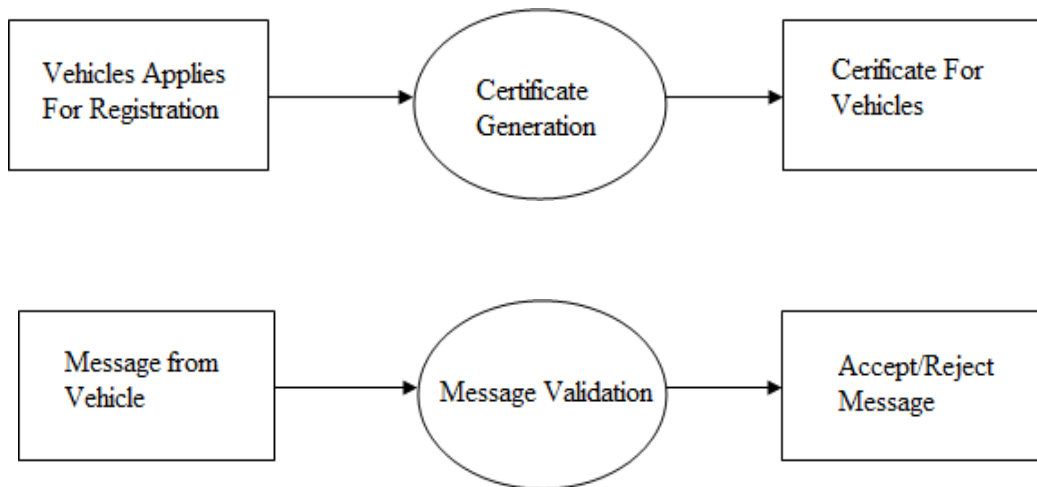 Vehicles Applies
For Registration
Certificate
Generation
Cerificate For
Vehicles
Message from
Vehicle
Message Validation
Accept/Reject
Message